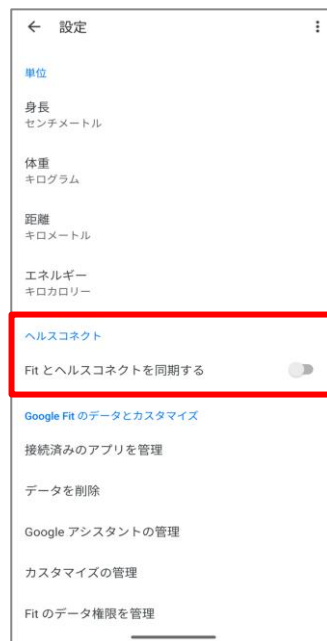 設定
単位
身長
センチメートル
体重
キログラム
距離
キロメートル
エネルギー
キロカロリー
ヘルスコネクト
Fit とヘルスコネクトを同期する
Google Fit のデータとカスタマイズ
接続済みのアプリを管理
データを削除
Google アシスタントの管理
カスタマイズの管理
Fit のデータ権限を管理